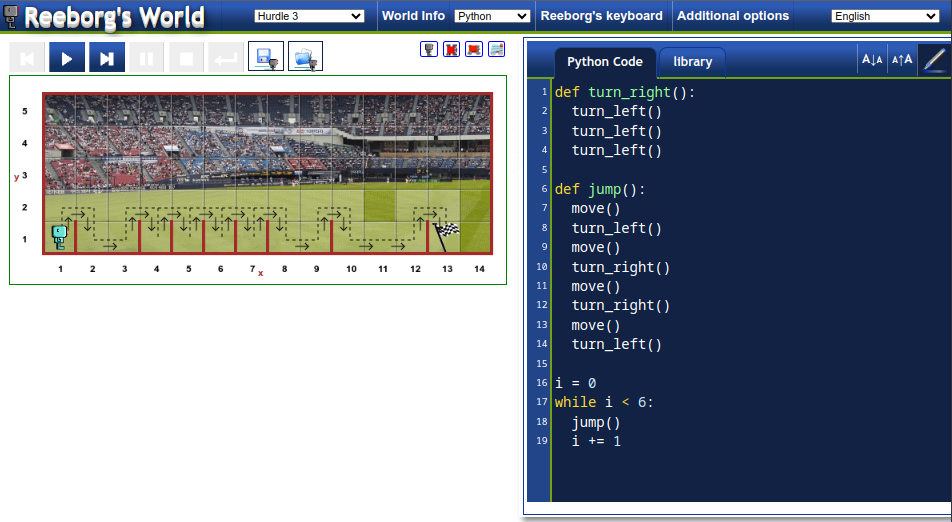 Reeborg's World
Hurdle 3
World Info
Python
Reeborg's keyboard
Additional options
English
Python Code
library
A↓A A↑A
5
4
y 3
2
1
1 2 3 4 5 6 7 x 8 9 10 11 12 13 14
1 def turn_right():
2 turn_left()
3 turn_left()
4 turn_left()
5
6 def jump():
7 move()
8 turn_left()
9 move()
10 turn_right()
11 move()
12 turn_right()
13 move()
14 turn_left()
15
16 i = 0
17 while i < 6:
18 jump()
19 i += 1